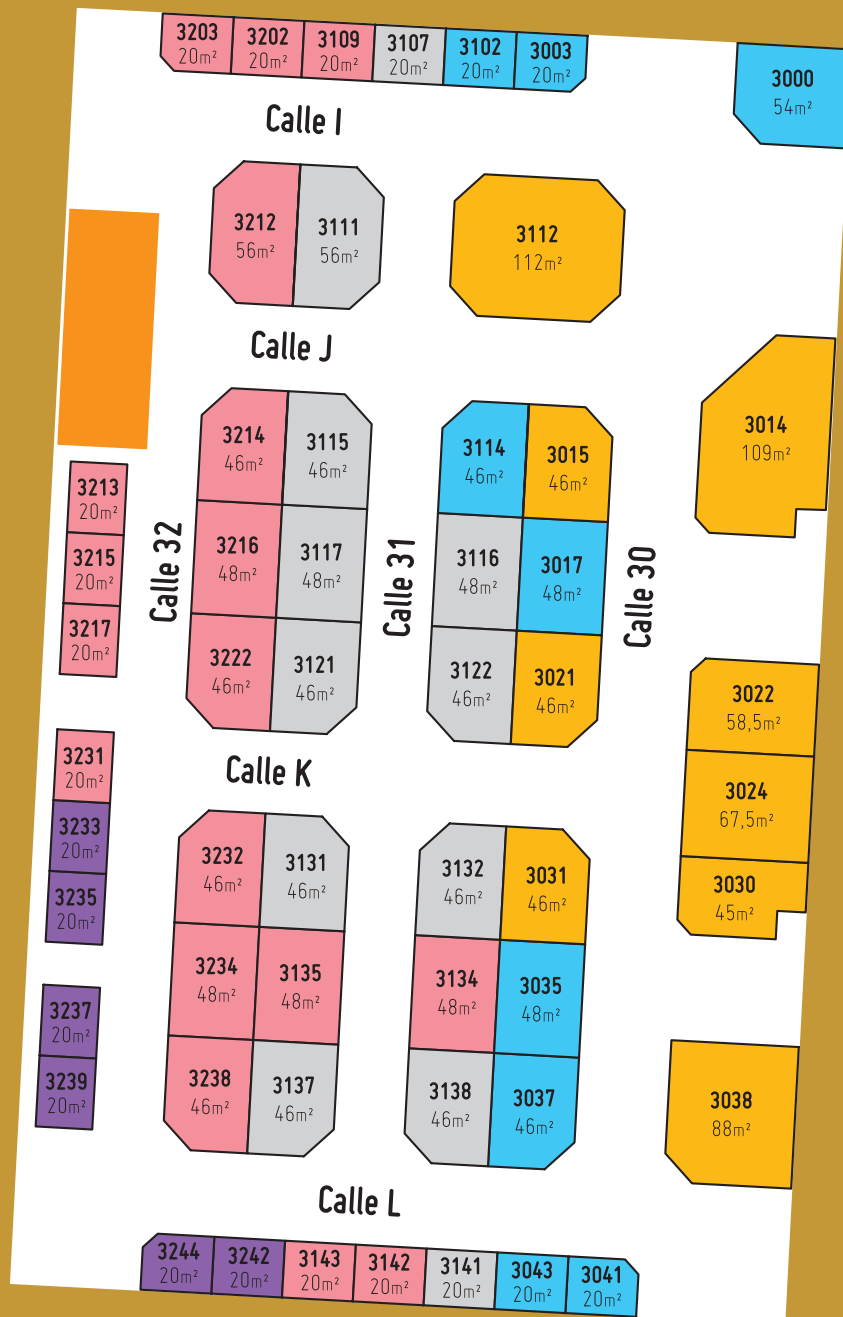 3203
20m²
3202
20m²
3109
20m²
3107
20m²
3102
20m²
3003
20m²
3000
54m²
Calle I
3212
56m²
3111
56m²
3112
112m²
Calle J
3214
46m²
3115
46m²
3114
46m²
3015
46m²
3014
109m²
3213
20m²
3215
20m²
3217
20m²
Calle 32
3216
48m²
3117
48m²
Calle 31
3116
48m²
3017
48m²
Calle 30
3222
46m²
3121
46m²
3122
46m²
3021
46m²
3022
58,5m²
3024
67,5m²
3030
45m²
Calle K
3231
20m²
3233
20m²
3235
20m²
3232
46m²
3131
46m²
3132
46m²
3031
46m²
3234
48m²
3135
48m²
3134
48m²
3035
48m²
3237
20m²
3239
20m²
3238
46m²
3137
46m²
3138
46m²
3037
46m²
3038
88m²
Calle L
3244
20m²
3242
20m²
3143
20m²
3142
20m²
3141
20m²
3043
20m²
3041
20m²